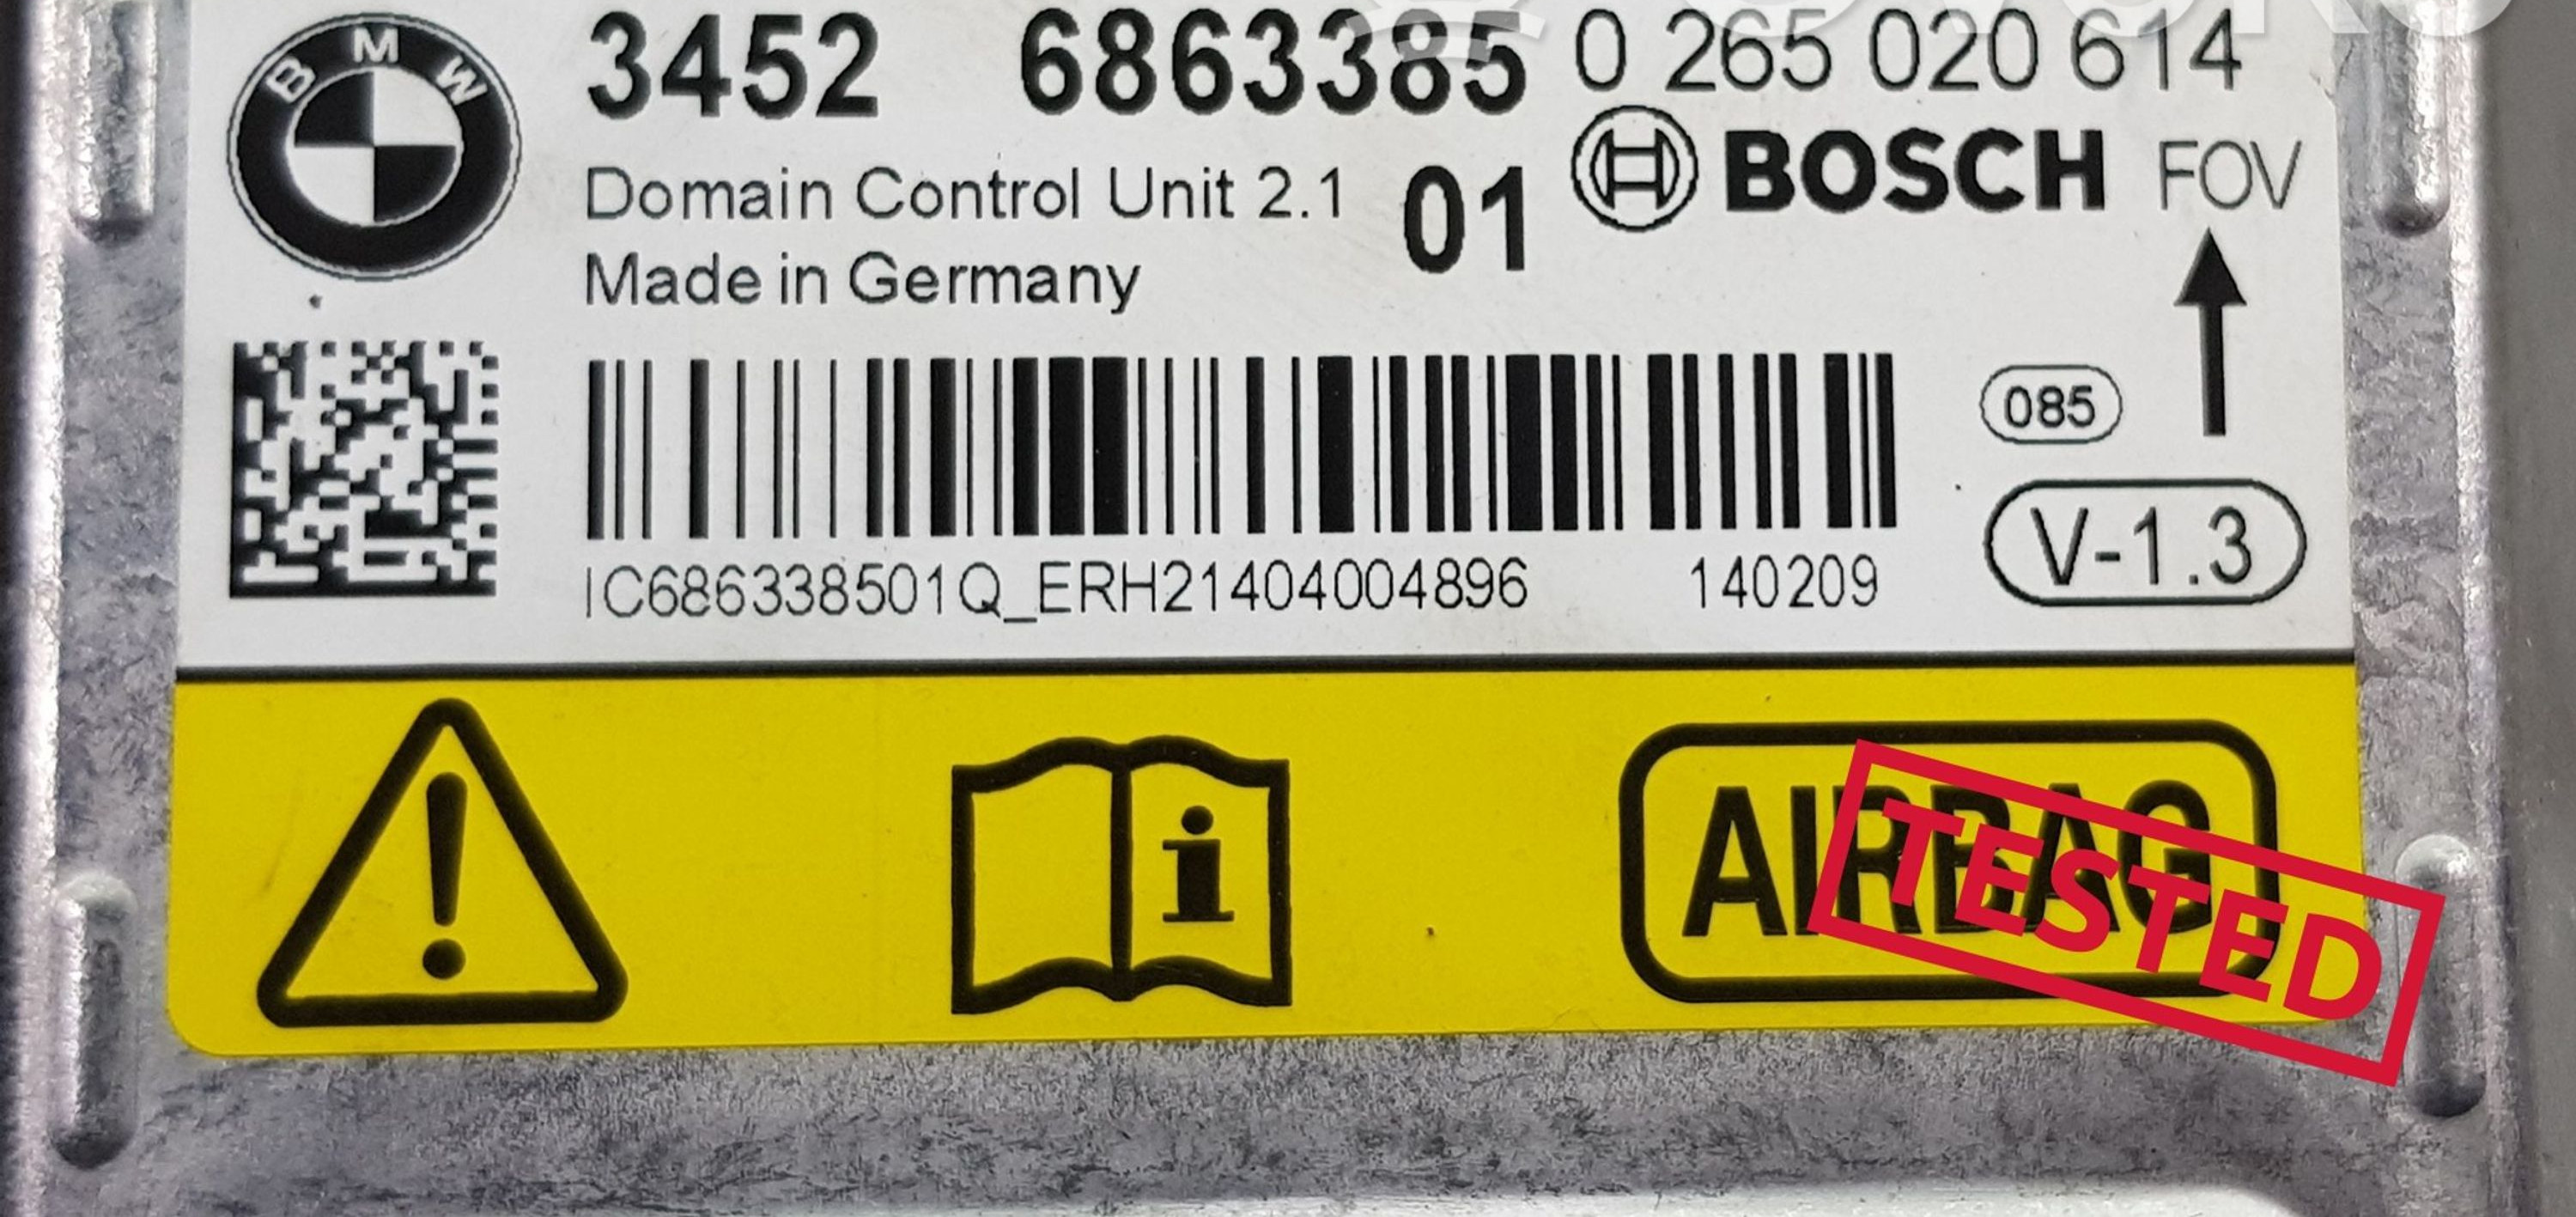 BMW
3452 6863385
0 265 020 614
Domain Control Unit 2.1
01
BOSCH FOV
Made in Germany
085
V-1.3
IC686338501Q_ERH21404004896 140209
i
AIRBAG
TESTED